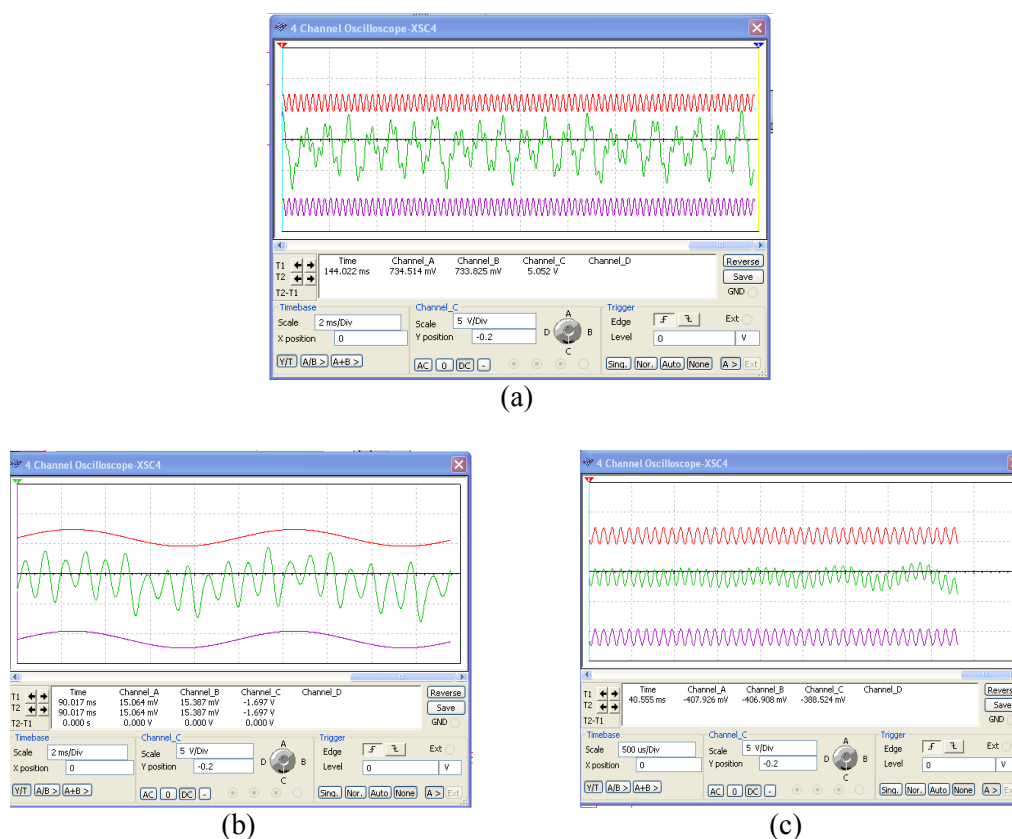 4 Channel Oscilloscope-XSC4
Time Channel_A Channel_B Channel_C Channel_D
T1 144.022 ms 734.514 mV 733.825 mV 5.052 V
T2
T2-T1
Reverse
Save
GND
Timebase Channel_C Trigger
Scale 2 ms/Div Scale 5 V/Div A Edge Ext
X position 0 Y position -0.2 D B Level 0 V
C
Y/T A/B > A+B > AC 0 DC - Sing. Nor. Auto None A > Ext
(a)
4 Channel Oscilloscope-XSC4
Time Channel_A Channel_B Channel_C Channel_D
T1 90.017 ms 15.064 mV 15.387 mV -1.697 V
T2 90.017 ms 15.064 mV 15.387 mV -1.697 V
T2-T1 0.000 s 0.000 V 0.000 V 0.000 V
Reverse
Save
GND
Timebase Channel_C Trigger
Scale 2 ms/Div Scale 5 V/Div A Edge Ext
X position 0 Y position -0.2 D B Level 0 V
C
Y/T A/B > A+B > AC 0 DC - Sing. Nor. Auto None A > Ext
(b)
4 Channel Oscilloscope-XSC4
Time Channel_A Channel_B Channel_C Channel_D
T1 40.555 ms -407.926 mV -406.908 mV -388.524 mV
T2
T2-T1
Revers
Save
GND
Timebase Channel_C Trigger
Scale 500 us/Div Scale 5 V/Div A Edge Ext
X position 0 Y position -0.2 D B Level 0 V
C
Y/T A/B > A+B > AC 0 DC - Sing. Nor. Auto None A > Ext
(c)